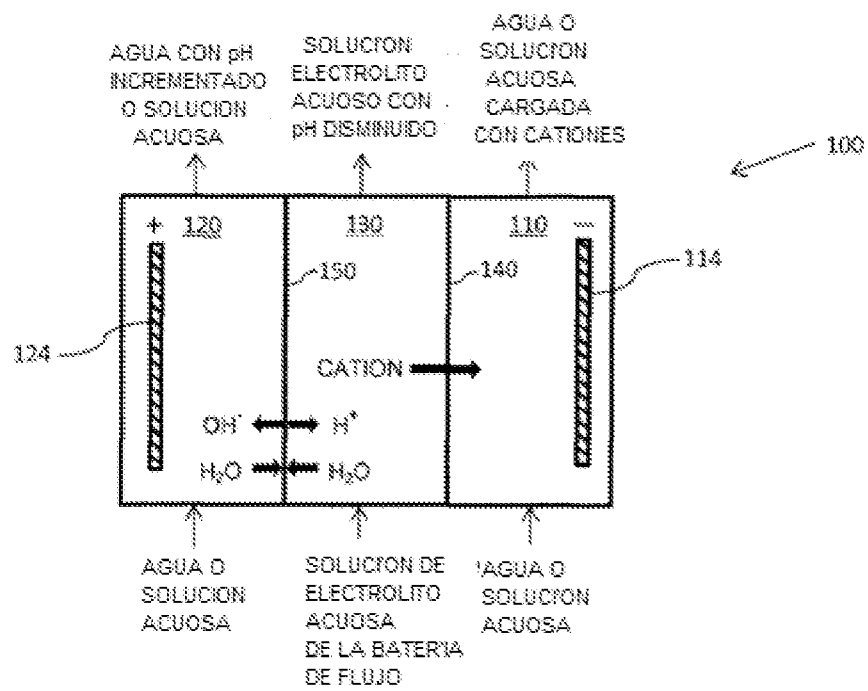 AGUA CON pH
INCREMENTADO
O SOLUCION
ACUOSA
SOLUCION
ELECTROLITO
ACUOSO CON
pH DISMINUIDO
AGUA O
SOLUCION
ACUOSA
CARGADA
CON CATIONES
100
+
120
130
110
—
150
140
114
124
CATION
OH⁻
H⁺
H₂O
H₂O
AGUA O
SOLUCION
ACUOSA
SOLUCION DE
ELECTROLITO
ACUOSA
DE LA BATERIA
DE FLUJO
AGUA O
SOLUCION
ACUOSA